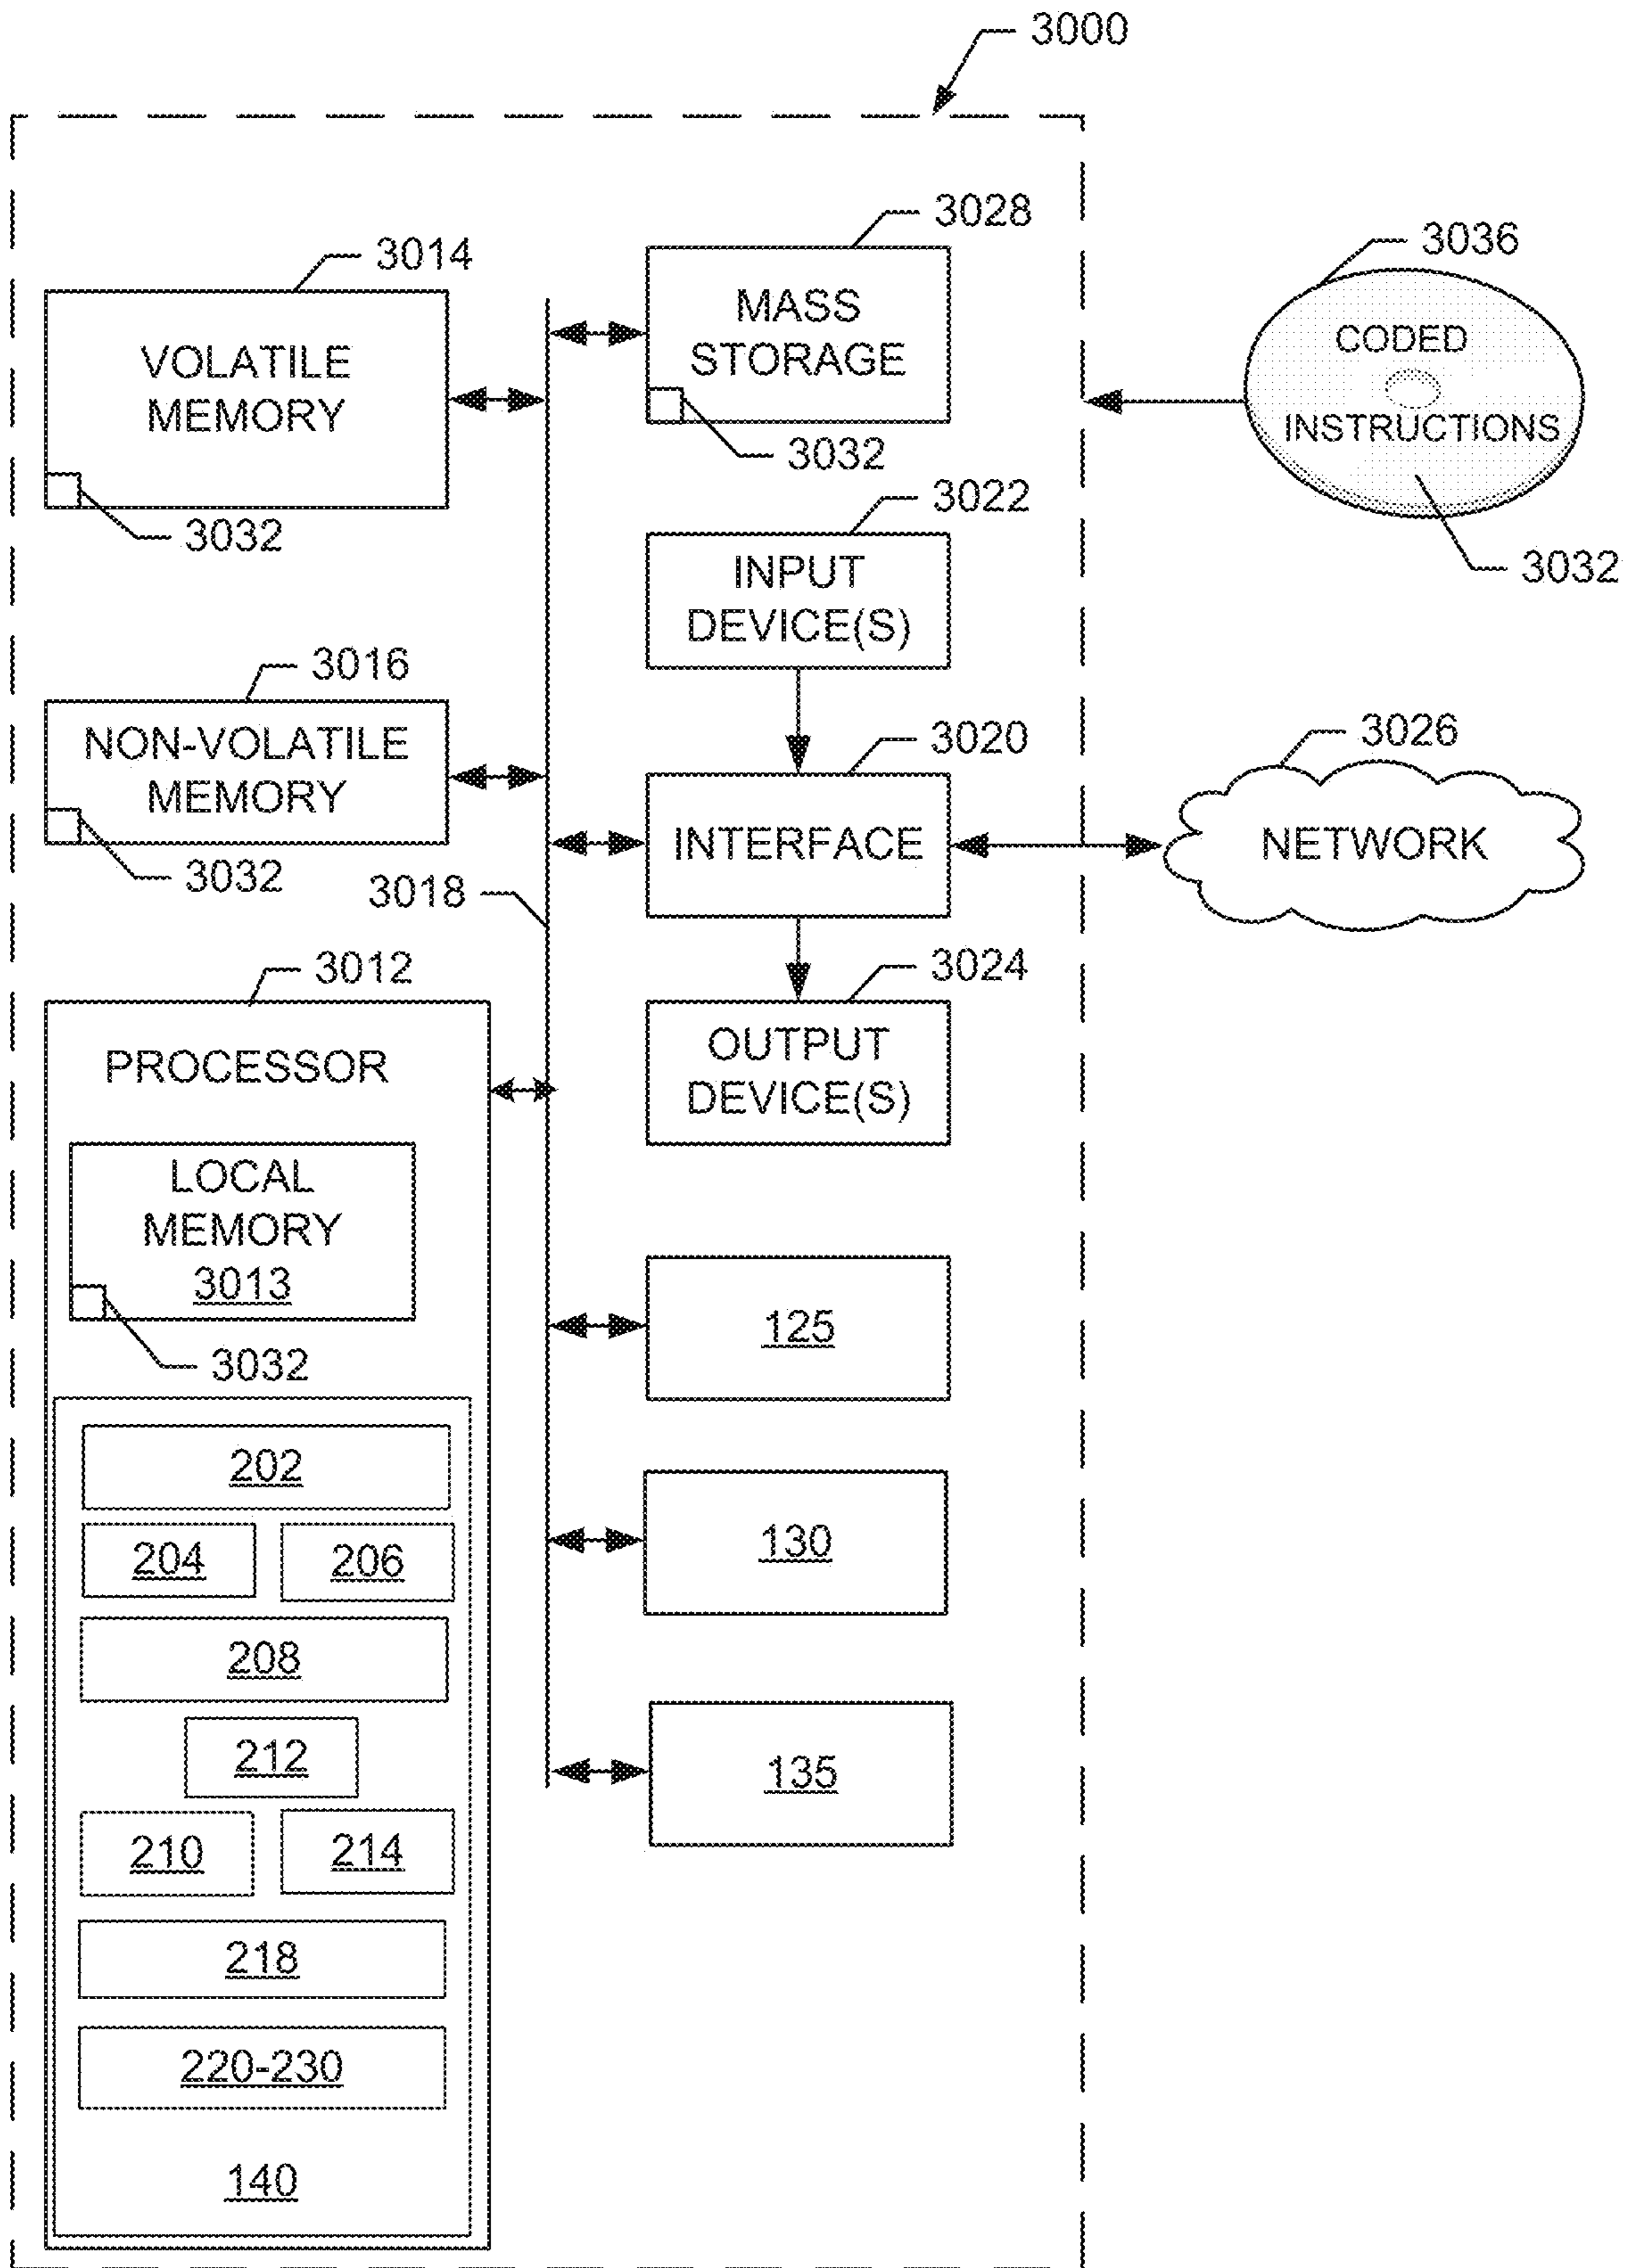 3000
3028
3014
MASS
STORAGE
3036
CODED
INSTRUCTIONS
VOLATILE
MEMORY
3032
3032
3032
3022
INPUT
DEVICE(S)
3016
NON-VOLATILE
MEMORY
3032
3020
INTERFACE
3026
NETWORK
3018
3012
PROCESSOR
3024
OUTPUT
DEVICE(S)
LOCAL
MEMORY
3013
3032
125
202
204
206
130
208
212
135
210
214
218
220-230
140